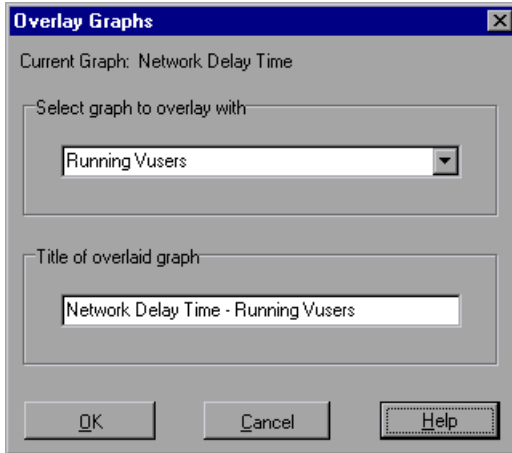 Overlay Graphs
Current Graph: Network Delay Time
Select graph to overlay with
Running Vusers
Title of overlaid graph
Network Delay Time - Running Vusers
OK Cancel Help